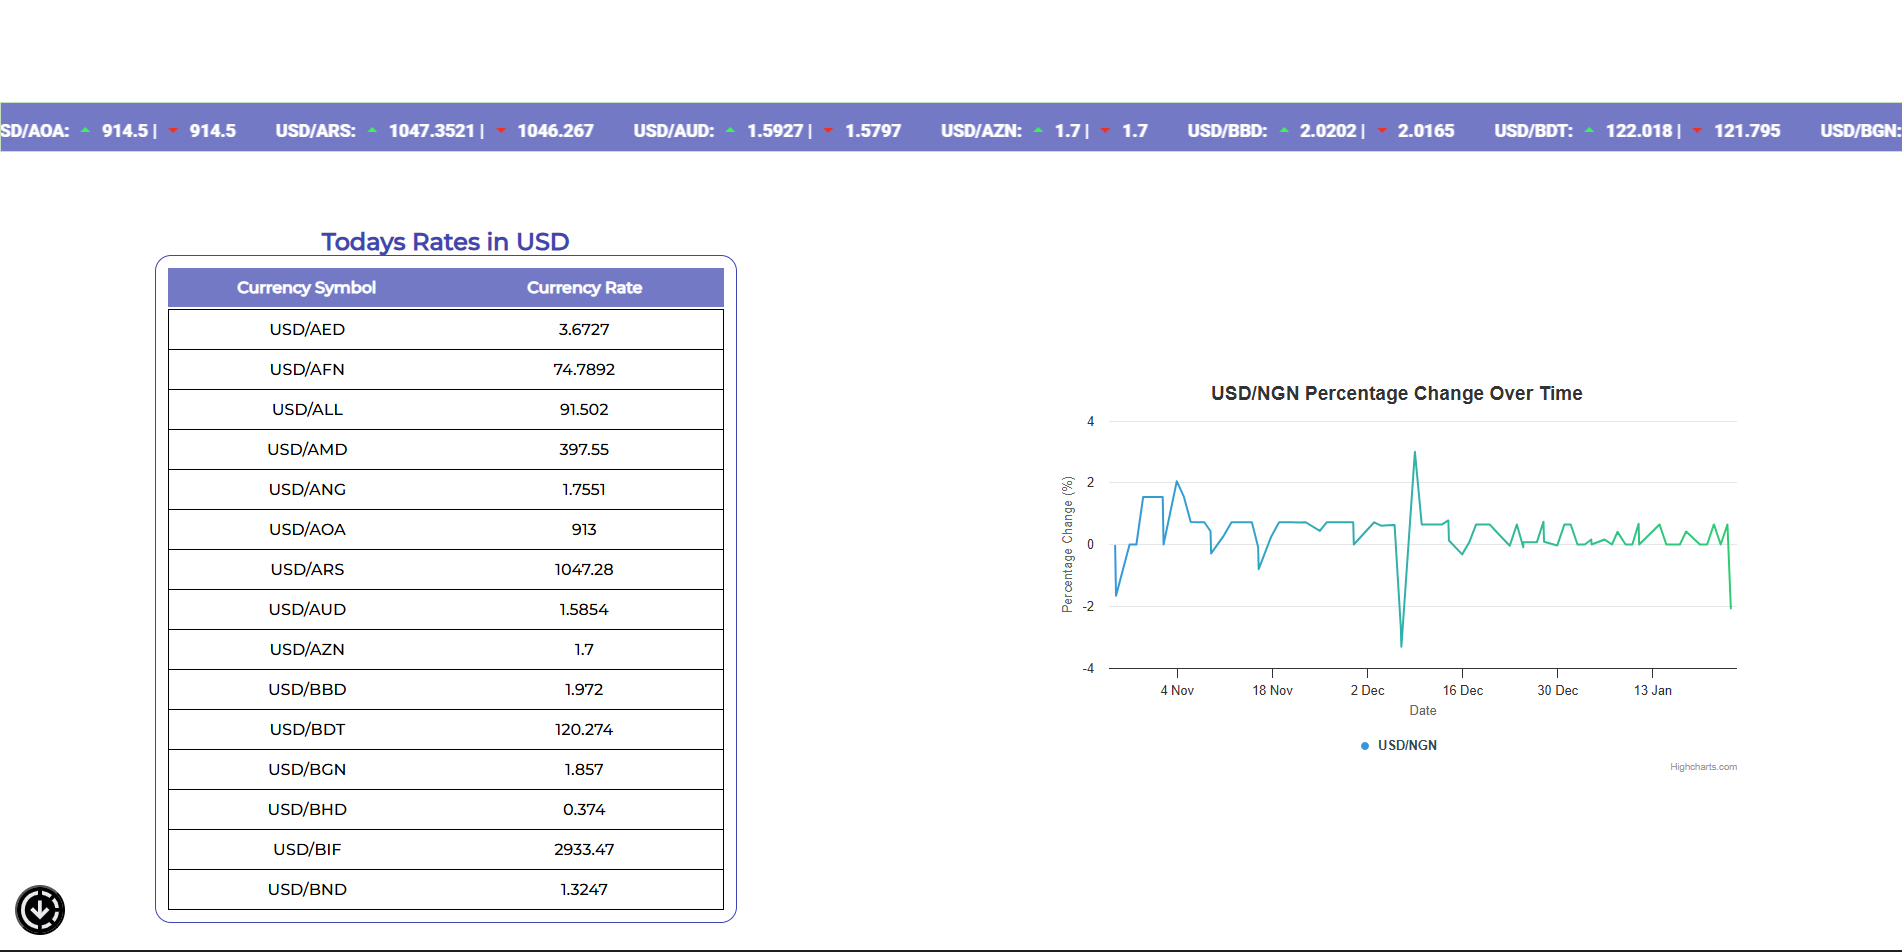 SD/AOA: 914.5 | 914.5 USD/ARS: 1047.3521 | 1046.267 USD/AUD: 1.5927 | 1.5797 USD/AZN: 1.7 | 1.7 USD/BBD: 2.0202 | 2.0165 USD/BDT: 122.018 | 121.795 USD/BGN:
Todays Rates in USD
Currency Symbol Currency Rate
USD/AED 3.6727
USD/AFN 74.7892
USD/ALL 91.502
USD/AMD 397.55
USD/ANG 1.7551
USD/AOA 913
USD/ARS 1047.28
USD/AUD 1.5854
USD/AZN 1.7
USD/BBD 1.972
USD/BDT 120.274
USD/BGN 1.857
USD/BHD 0.374
USD/BIF 2933.47
USD/BND 1.3247
USD/NGN Percentage Change Over Time
Percentage Change (%)
4
2
0
-2
-4
4 Nov 18 Nov 2 Dec 16 Dec 30 Dec 13 Jan
Date
USD/NGN
Highcharts.com